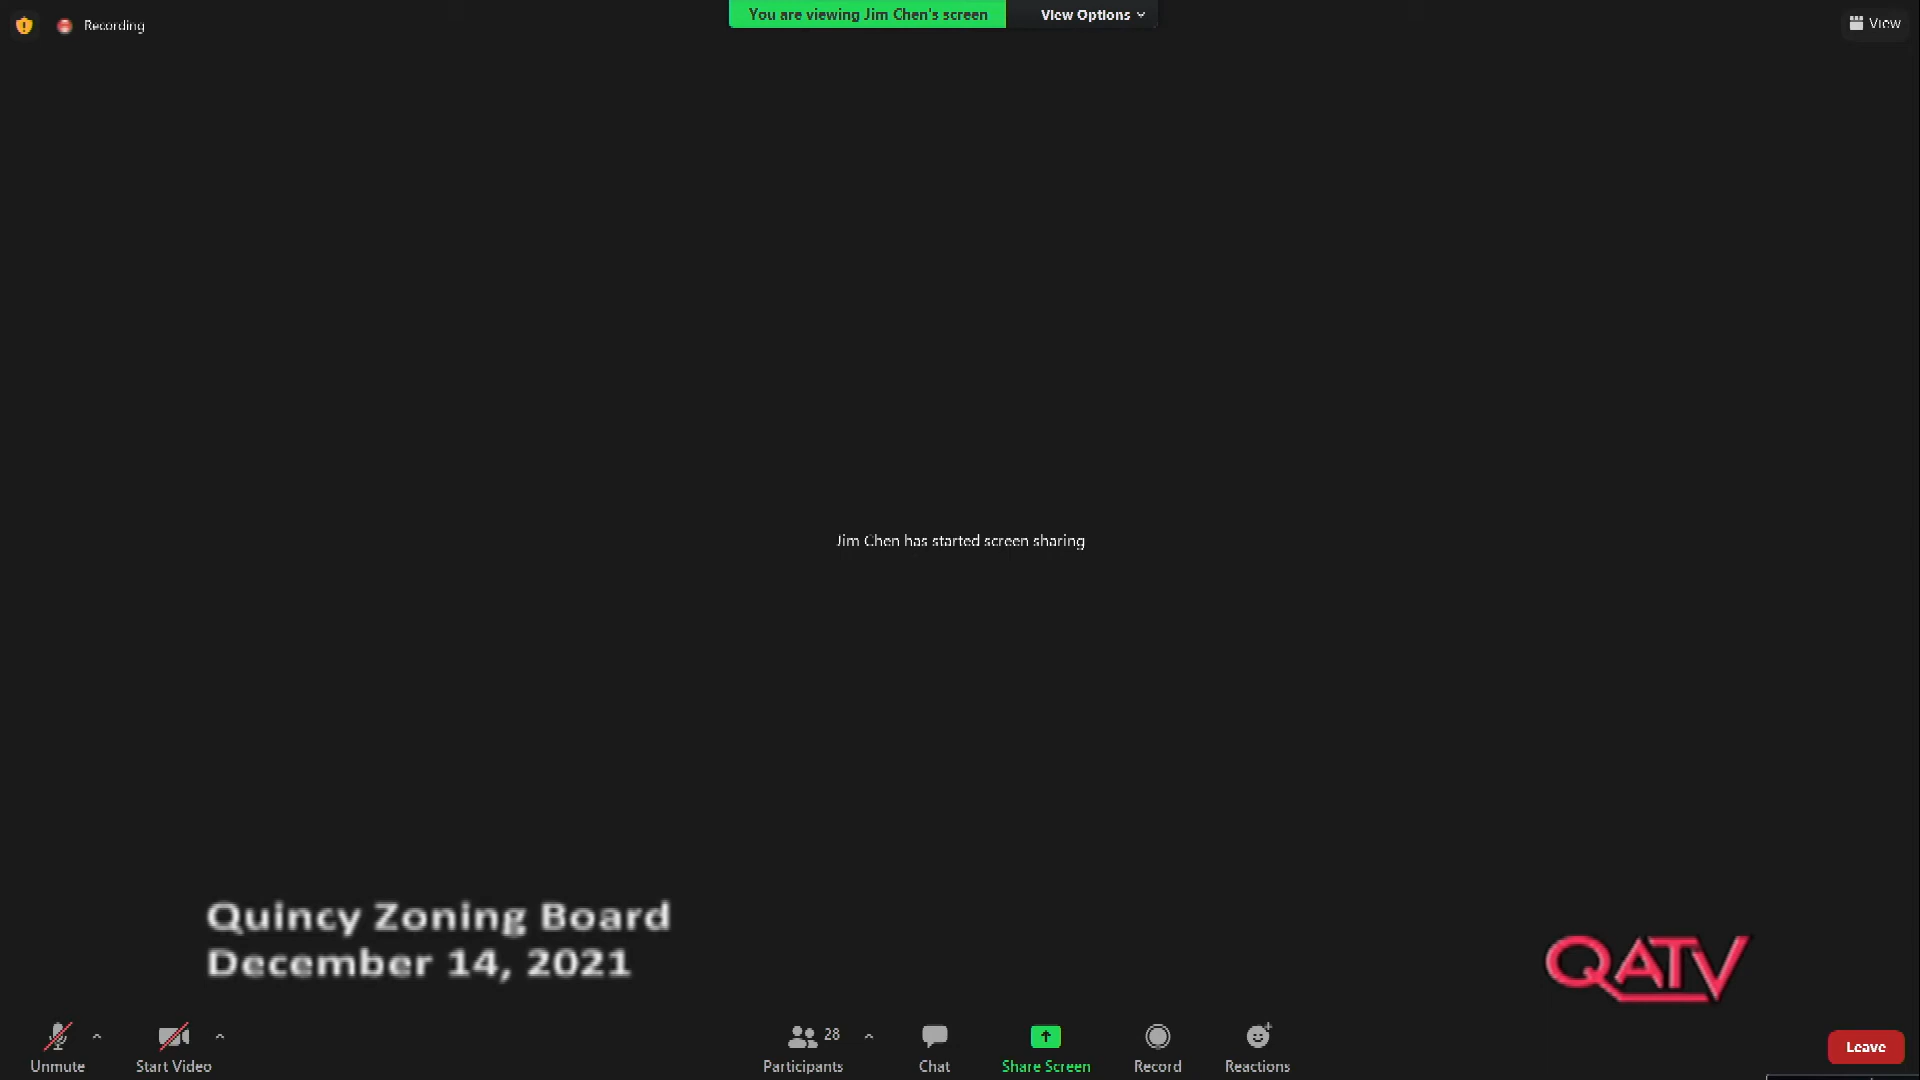 Recording
You are viewing Jim Chen's screen
View Options
View
Jim Chen has started screen sharing
Quincy Zoning Board
December 14, 2021
QATV
Unmute
Start Video
28
Participants
Chat
Share Screen
Record
Reactions
Leave